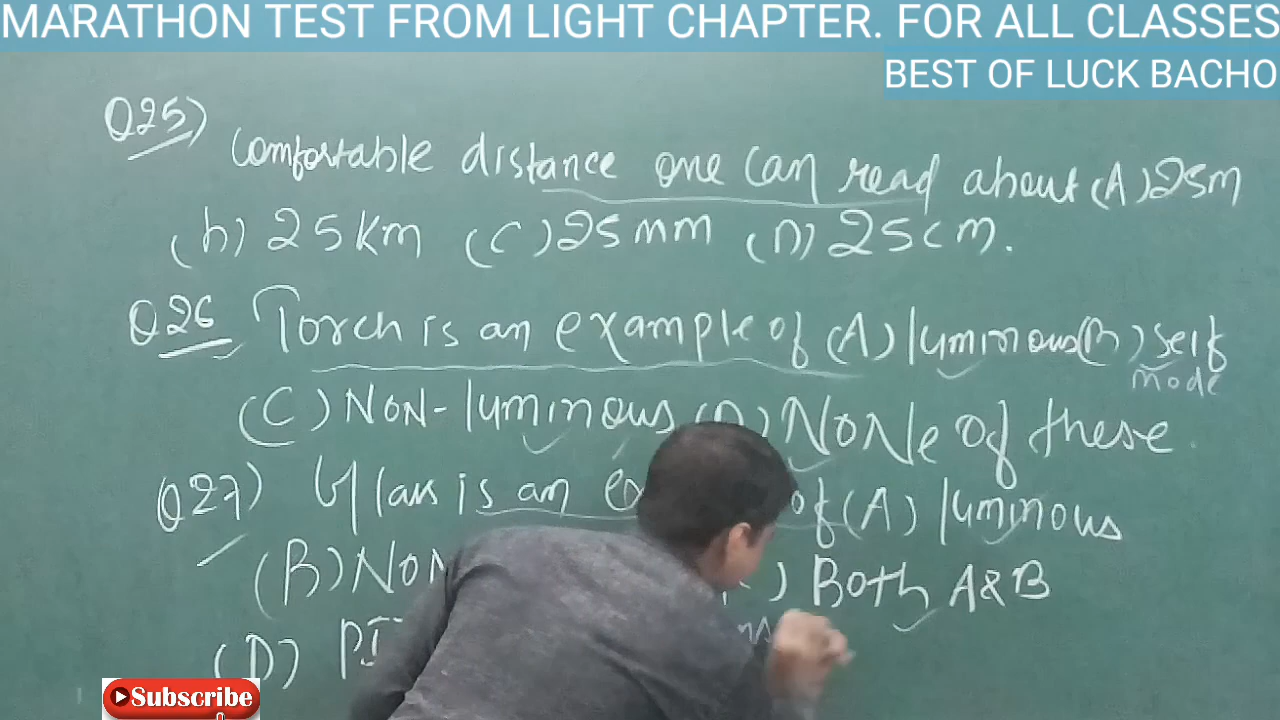 MARATHON TEST FROM LIGHT CHAPTER. FOR ALL CLASSES
BEST OF LUCK BACHO
Q25) Comfortable distance one can read about (A) 25m
(b) 25 Km (C) 25 mm (D) 25 cm.
Q26 Torch is an example of (A) luminous (B) self mode
(C) NON-luminous (D) NONe Of these
Q27) Glass is an of (A) luminous
(B) NON ) Both A&B
(D)
Subscribe